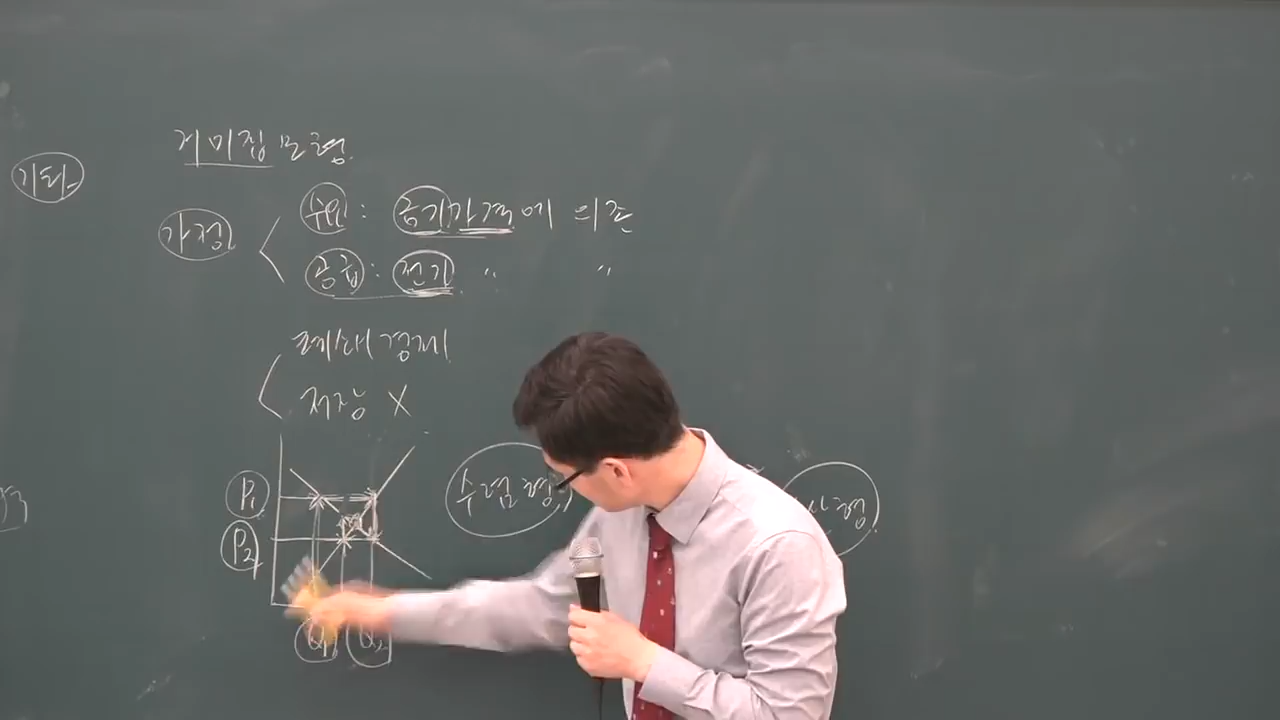 거미집 모형
기타
가정
수요 : 당기가격에 의존
공급 : 전기 〃 〃
폐쇄경제
저장 X
P₁
P₂
수렴형
Q₁ Q₂